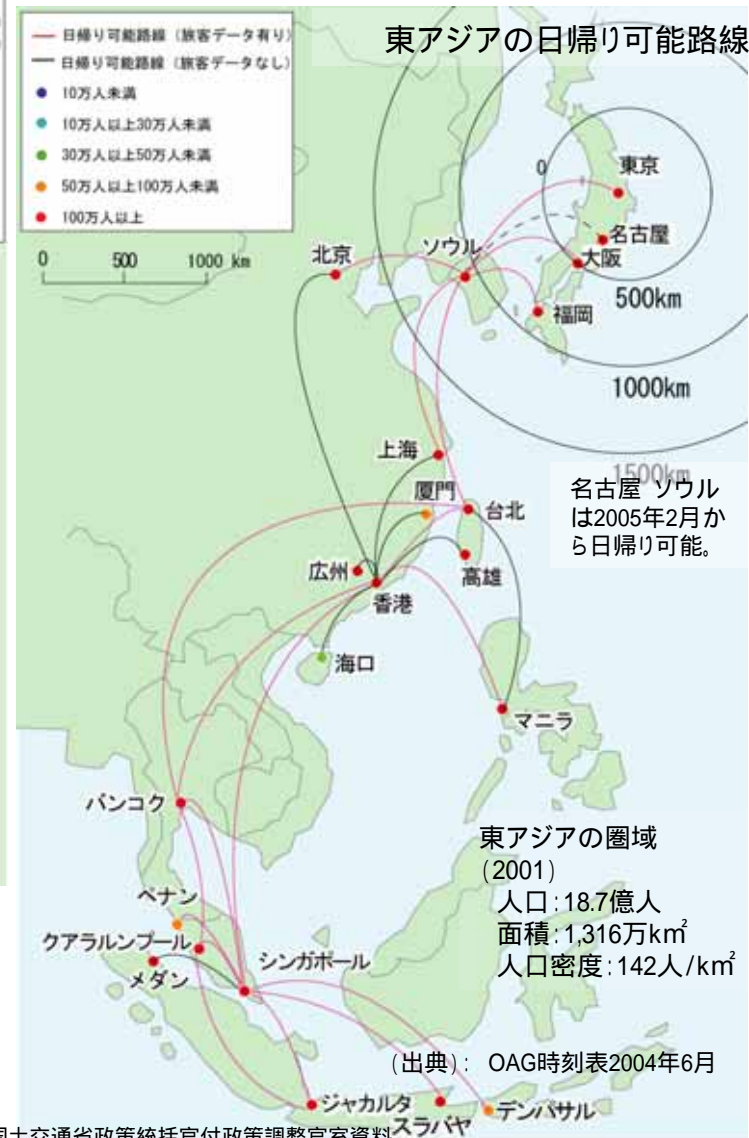 東アジアの日帰り可能路線
日帰り可能路線（旅客データ有り）
日帰り可能路線（旅客データなし）
10万人未満
10万人以上30万人未満
30万人以上50万人未満
50万人以上100万人未満
100万人以上
0 500 1000 km
0
東京
名古屋
大阪
福岡
ソウル
北京
500km
1000km
1500km
名古屋 ソウル
は2005年2月か
ら日帰り可能。
上海
厦門
台北
広州
香港
高雄
海口
マニラ
バンコク
ペナン
クアラルンプール
メダン
シンガポール
東アジアの圏域
(2001)
人口:18.7億人
面積:1,316万km²
人口密度:142人/km²
(出典): OAG時刻表2004年6月
ジャカルタ
スラバヤ
デンパサル
国土交通省政策統括官付政策調整官室資料